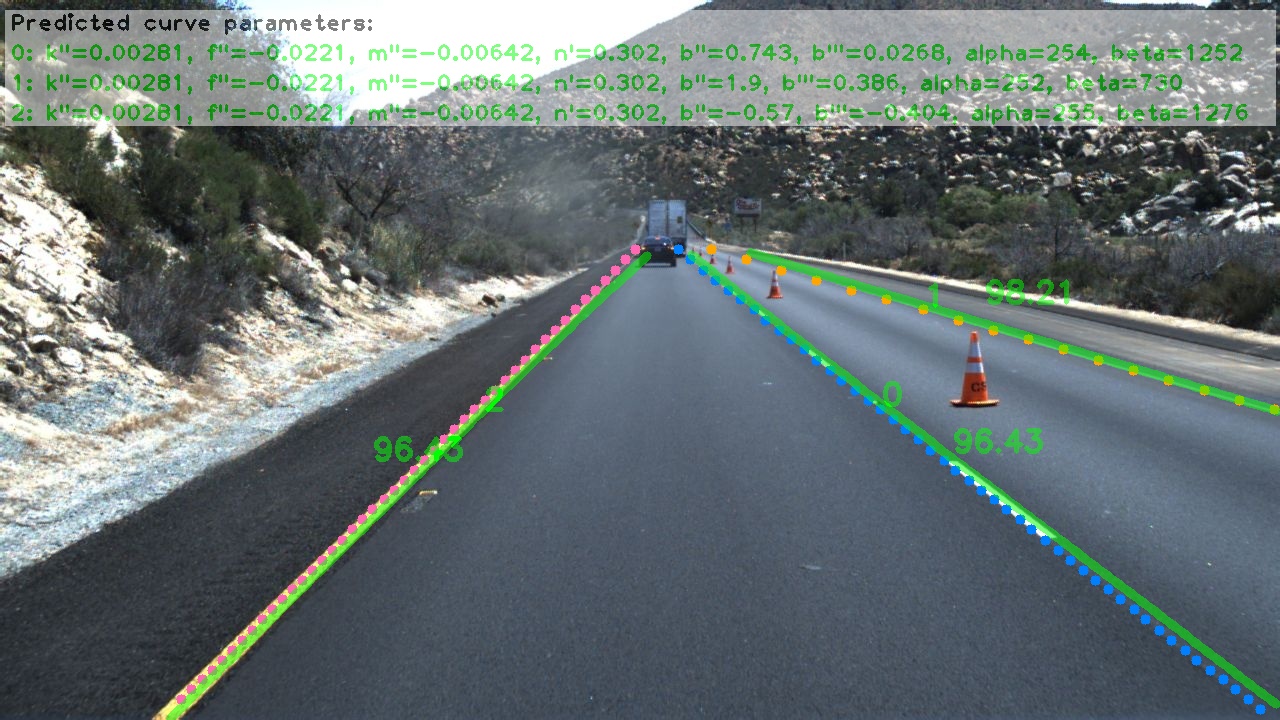 Predicted curve parameters:
0: k''=0.00281, f''=-0.0221, m''=-0.00642, n'=0.302, b''=0.743, b'''=0.0268, alpha=254, beta=1252
1: k''=0.00281, f''=-0.0221, m''=-0.00642, n'=0.302, b''=1.9, b'''=0.386, alpha=252, beta=730
2: k''=0.00281, f''=-0.0221, m''=-0.00642, n'=0.302, b''=-0.57, b'''=-0.404, alpha=255, beta=1276
1 98.21
CS
2
0
96.43
96.43